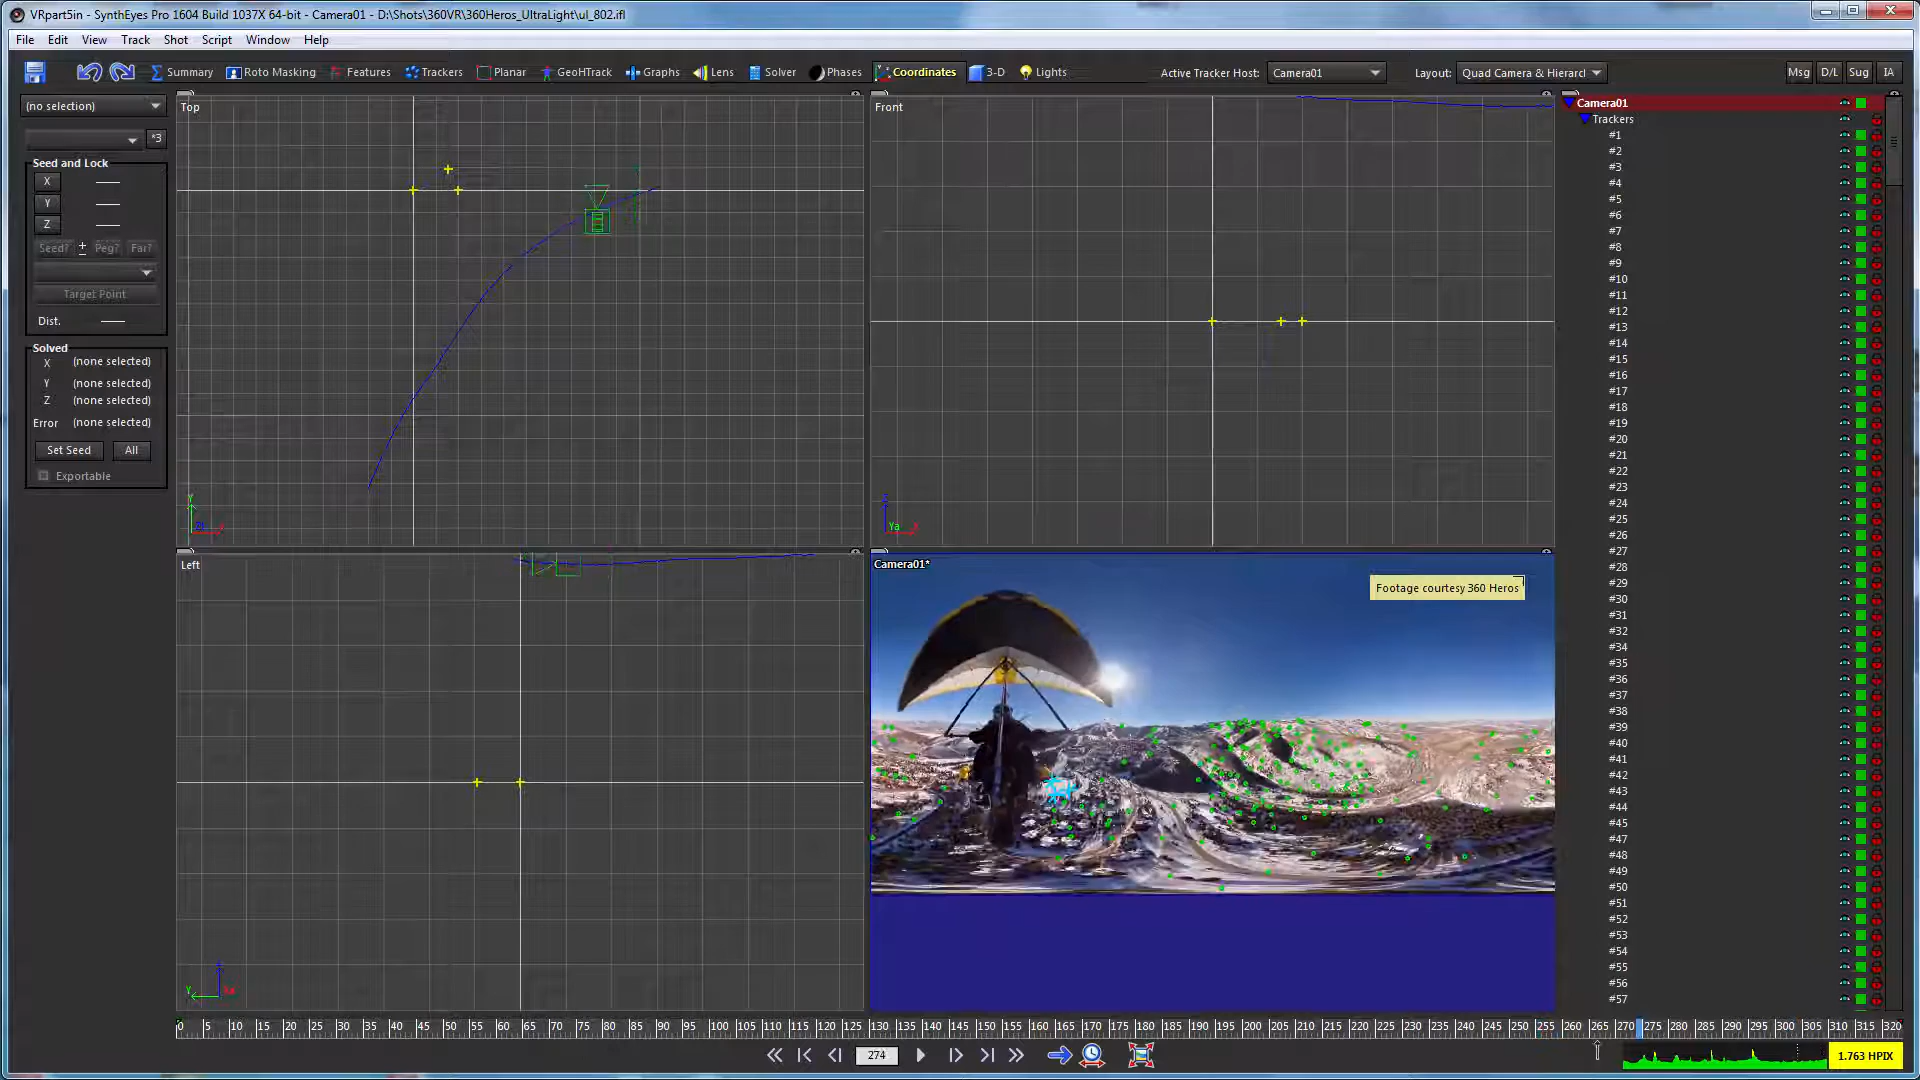 VRpart5in - SynthEyes Pro 1604 Build 1037X 64-bit - Camera01 - D:\Shots\360VR\360Heros_UltraLight\ul_802.ifl
File Edit View Track Shot Script Window Help
Summary Roto Masking Features Trackers Planar GeoHTrack Graphs Lens Solver Phases Coordinates 3-D Lights Active Tracker Host: Camera01 Layout: Quad Camera & Hierarcl Msg D/L Sug IA
(no selection)
*3
Seed and Lock
X
Y
Z
Seed? Peg? Far?
Target Point
Dist.
Solved
X (none selected)
Y (none selected)
Z (none selected)
Error (none selected)
Set Seed All
Exportable
Top
Y
Front
Ya
Left
Y
Camera01*
Footage courtesy 360 Heros
Camera01
Trackers
#1
#2
#3
#4
#5
#6
#7
#8
#9
#10
#11
#12
#13
#14
#15
#16
#17
#18
#19
#20
#21
#22
#23
#24
#25
#26
#27
#28
#29
#30
#31
#32
#34
#35
#36
#37
#38
#39
#40
#41
#42
#43
#44
#45
#47
#48
#49
#50
#51
#52
#53
#54
#55
#56
#57
0 5 10 15 20 25 30 35 40 45 50 55 60 65 70 75 80 85 90 95 100 105 110 115 120 125 130 135 140 145 150 155 160 165 170 175 180 185 190 195 200 205 210 215 220 225 230 235 240 245 250 255 260 265 270 275 280 285 290 295 300 305 310 315 320
274
1.763 HPIX